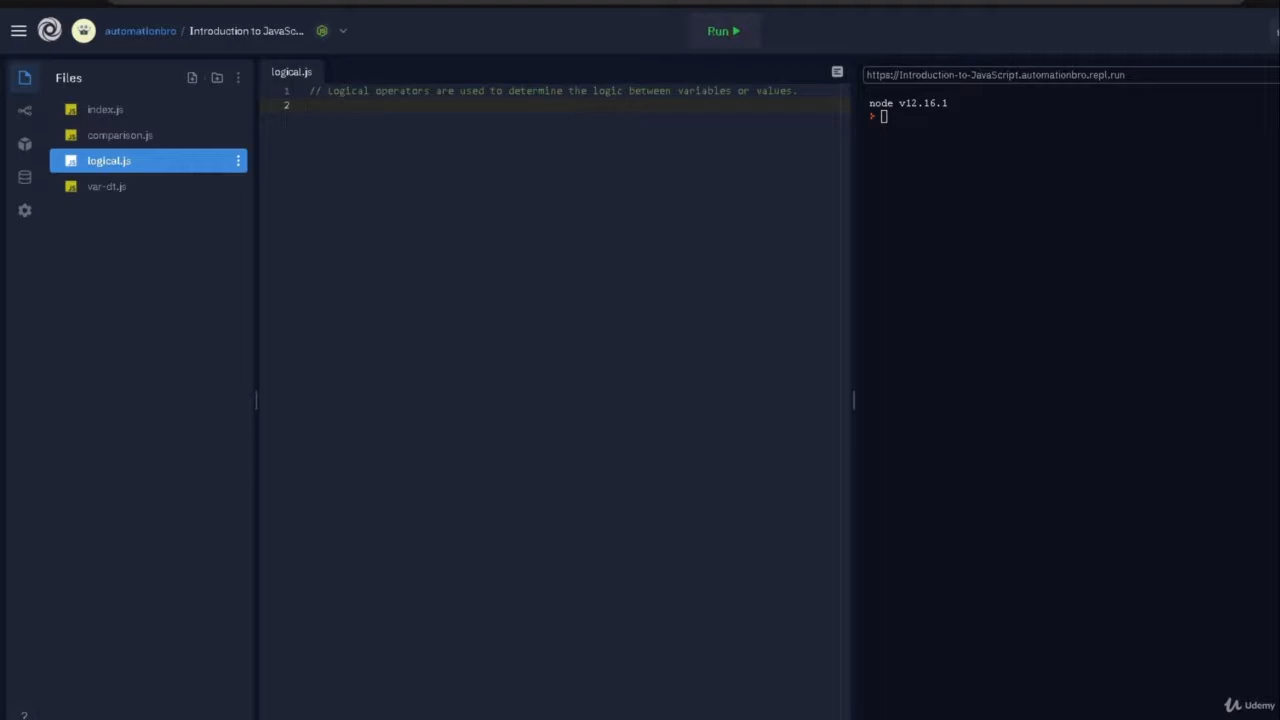 automationbro / Introduction to JavaSc...
Run
Files
index.js
comparison.js
logical.js
var-dt.js
logical.js
1 // Logical operators are used to determine the logic between variables or values.
2
https://Introduction-to-JavaScript.automationbro.repl.run
node v12.16.1
?
Udemy